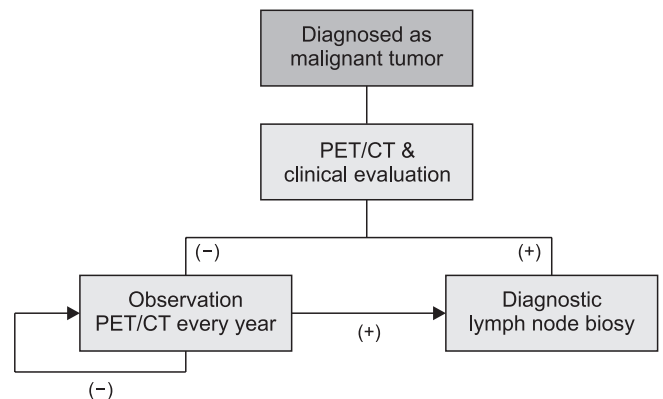 Diagnosed as
malignant tumor
PET/CT &
clinical evaluation
(−)
(+)
Observation
PET/CT every year
(+)
Diagnostic
lymph node biosy
(−)